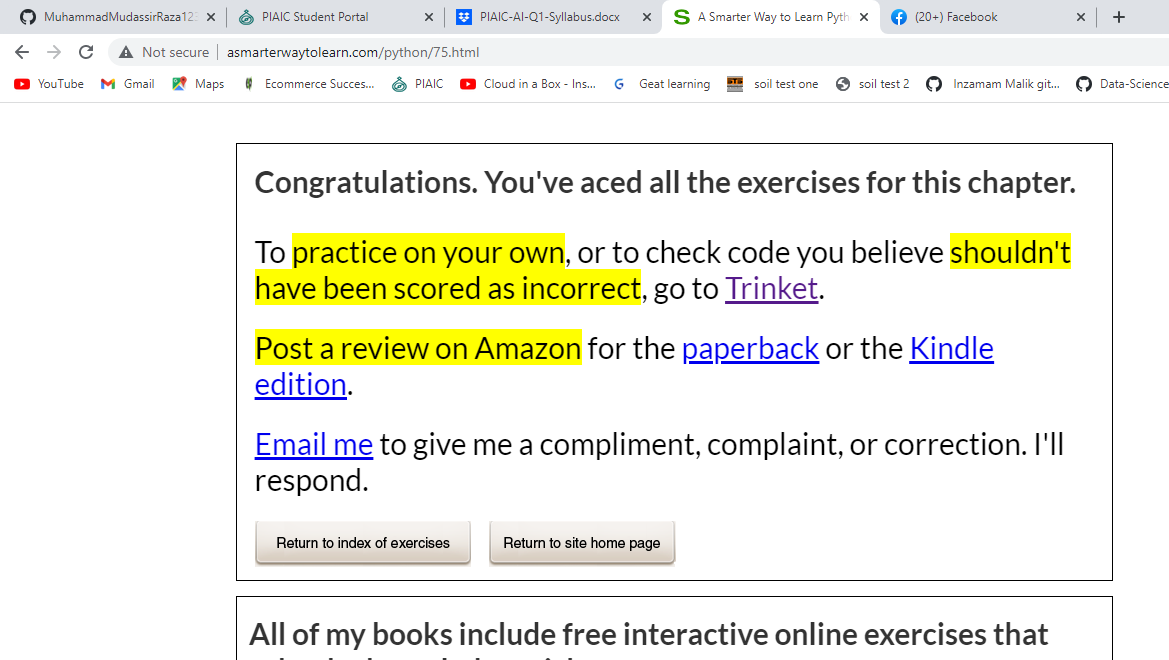 MuhammadMudassirRaza12
PIAIC Student Portal
PIAIC-AI-Q1-Syllabus.docx
A Smarter Way to Learn Pyth
(20+) Facebook
Not secure
asmarterwaytolearn.com/python/75.html
YouTube
Gmail
Maps
Ecommerce Succes...
PIAIC
Cloud in a Box - Ins...
Geat learning
soil test one
soil test 2
Inzamam Malik git...
Data-Science
Congratulations. You've aced all the exercises for this chapter.
To practice on your own, or to check code you believe shouldn't
have been scored as incorrect, go to Trinket.
Post a review on Amazon for the paperback or the Kindle
edition.
Email me to give me a compliment, complaint, or correction. I'll
respond.
Return to index of exercises
Return to site home page
All of my books include free interactive online exercises that